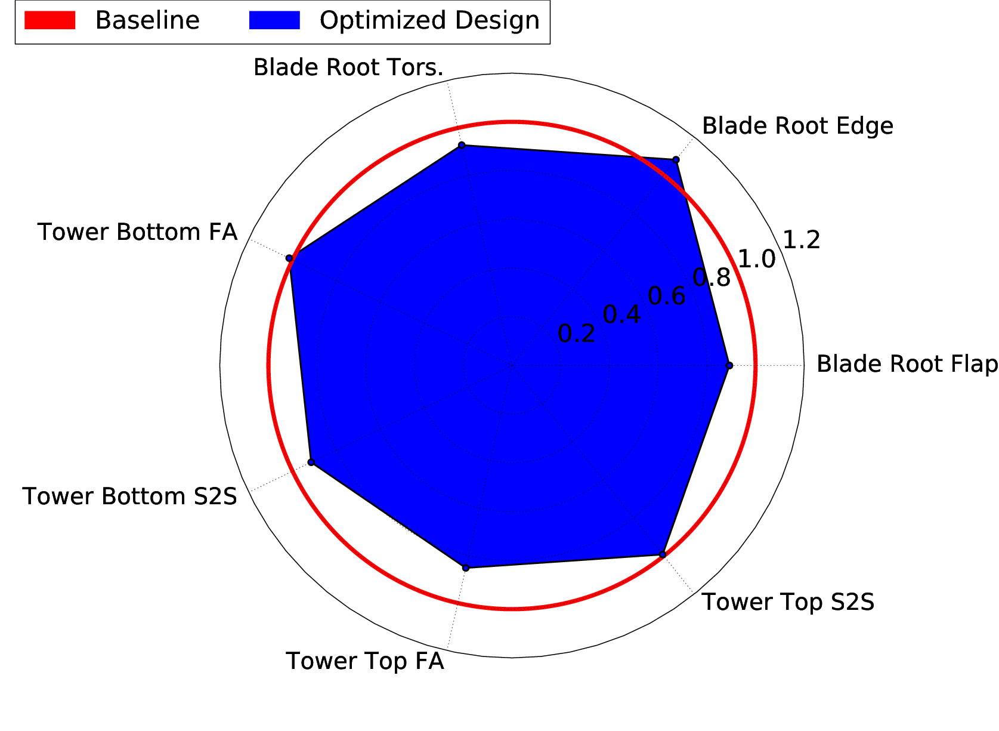 Baseline
Optimized Design
Blade Root Tors.
Blade Root Edge
Tower Bottom FA
1.2
1.0
0.8
0.6
0.4
0.2
Blade Root Flap
Tower Bottom S2S
Tower Top S2S
Tower Top FA